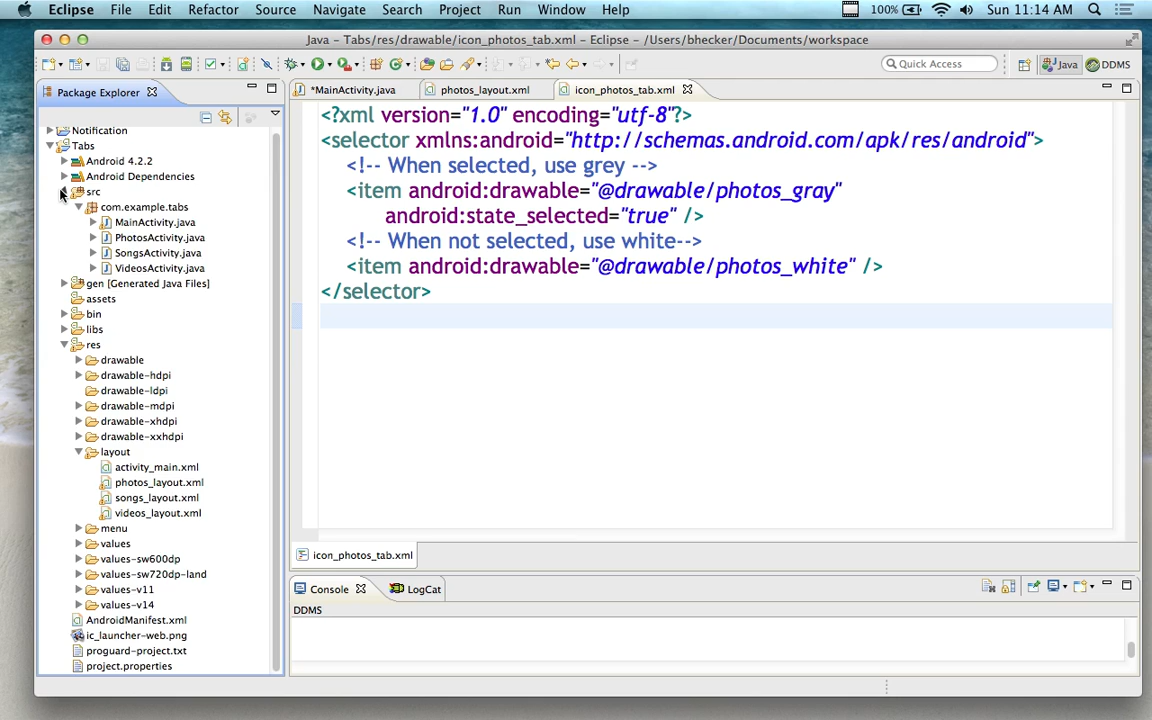 Eclipse File Edit Refactor Source Navigate Search Project Run Window Help 100% Sun 11:14 AM
Java - Tabs/res/drawable/icon_photos_tab.xml - Eclipse - /Users/bhecker/Documents/workspace
Quick Access Java DDMS
Package Explorer
Notification
Tabs
Android 4.2.2
Android Dependencies
src
com.example.tabs
MainActivity.java
PhotosActivity.java
SongsActivity.java
VideosActivity.java
gen [Generated Java Files]
assets
bin
libs
res
drawable
drawable-hdpi
drawable-ldpi
drawable-mdpi
drawable-xhdpi
drawable-xxhdpi
layout
activity_main.xml
photos_layout.xml
songs_layout.xml
videos_layout.xml
menu
values
values-sw600dp
values-sw720dp-land
values-v11
values-v14
AndroidManifest.xml
ic_launcher-web.png
proguard-project.txt
project.properties
*MainActivity.java photos_layout.xml icon_photos_tab.xml
<?xml version="1.0" encoding="utf-8"?>
<selector xmlns:android="http://schemas.android.com/apk/res/android">
<!-- When selected, use grey -->
<item android:drawable="@drawable/photos_gray"
android:state_selected="true" />
<!-- When not selected, use white-->
<item android:drawable="@drawable/photos_white" />
</selector>
icon_photos_tab.xml
Console LogCat
DDMS